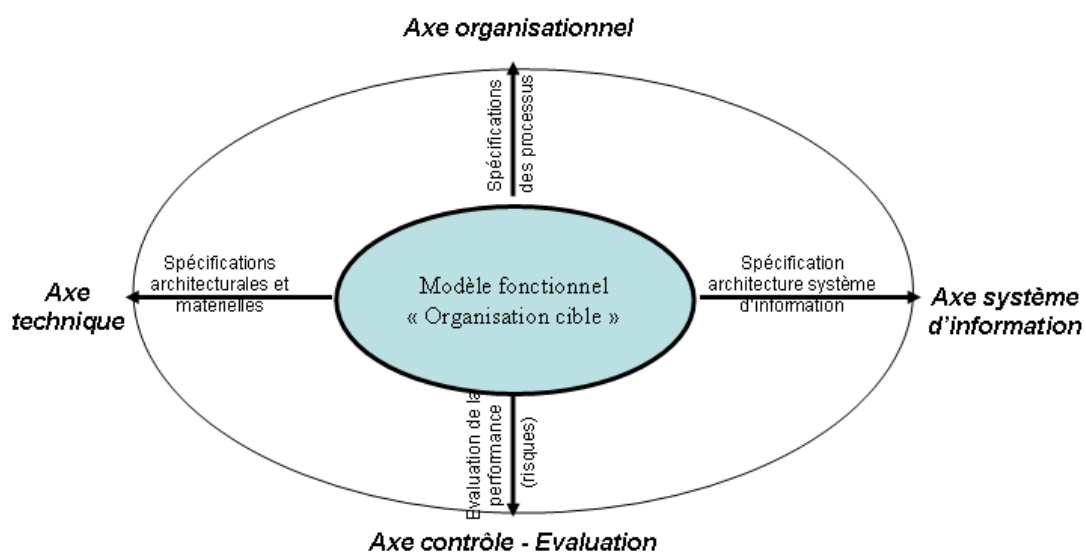 Axe organisationnel
Spécifications
des processus
Spécifications
architecturales et
matérielles
Axe
technique
Modèle fonctionnel
« Organisation cible »
Spécification
architecture système
d'information
Axe système
d'information
Evaluation de la
performance
(risques)
Axe contrôle - Evaluation